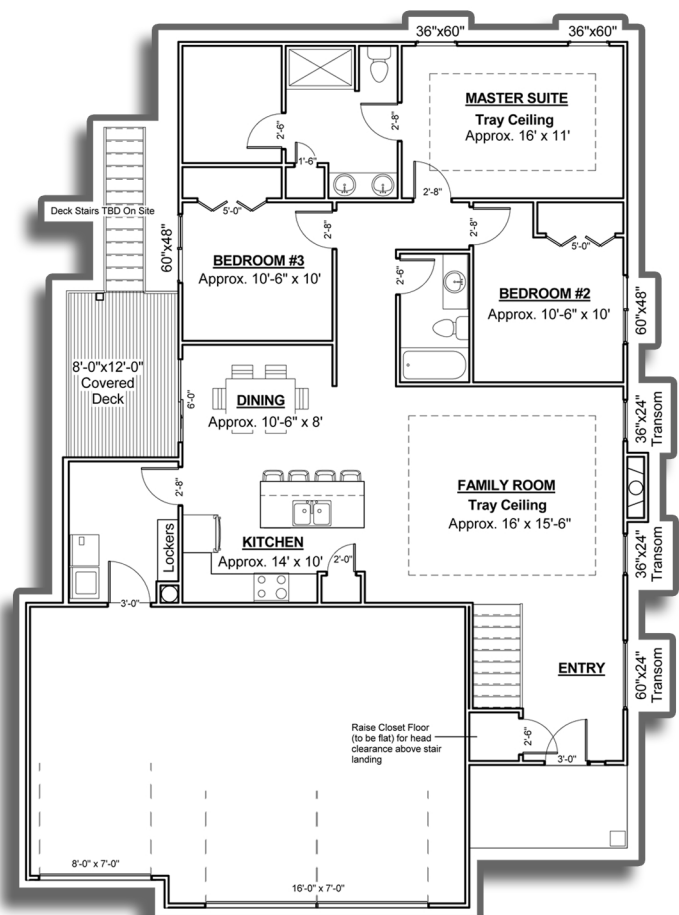 36"x60"
36"x60"
MASTER SUITE
Tray Ceiling
Approx. 16' x 11'
2'-6"
2'-8"
1'-6"
2'-8"
5'-0"
Deck Stairs TBD On Site
60"x48"
2'-8"
2'-8"
5'-0"
BEDROOM #3
Approx. 10'-6" x 10'
2'-6"
BEDROOM #2
Approx. 10'-6" x 10'
60"x48"
8'-0"x12'-0"
Covered
Deck
6'-0"
DINING
Approx. 10'-6" x 8'
36"x24"
Transom
FAMILY ROOM
Tray Ceiling
Approx. 16' x 15'-6"
2'-8"
Lockers
KITCHEN
Approx. 14' x 10'
2'-0"
36"x24"
Transom
3'-0"
ENTRY
60"x24"
Transom
Raise Closet Floor
(to be flat) for head
clearance above stair
landing
2'-6"
3'-0"
8'-0" x 7'-0"
16'-0" x 7'-0"